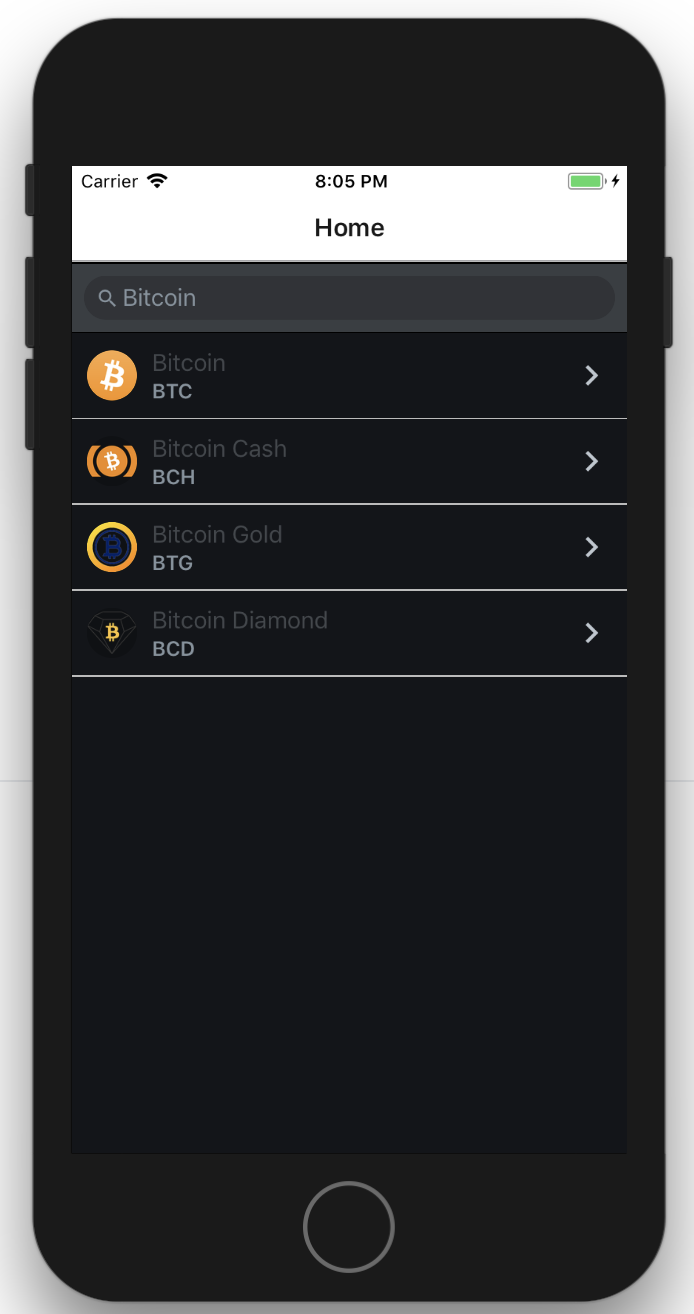 Carrier 8:05 PM
Home
Bitcoin
Bitcoin
BTC
Bitcoin Cash
BCH
Bitcoin Gold
BTG
Bitcoin Diamond
BCD